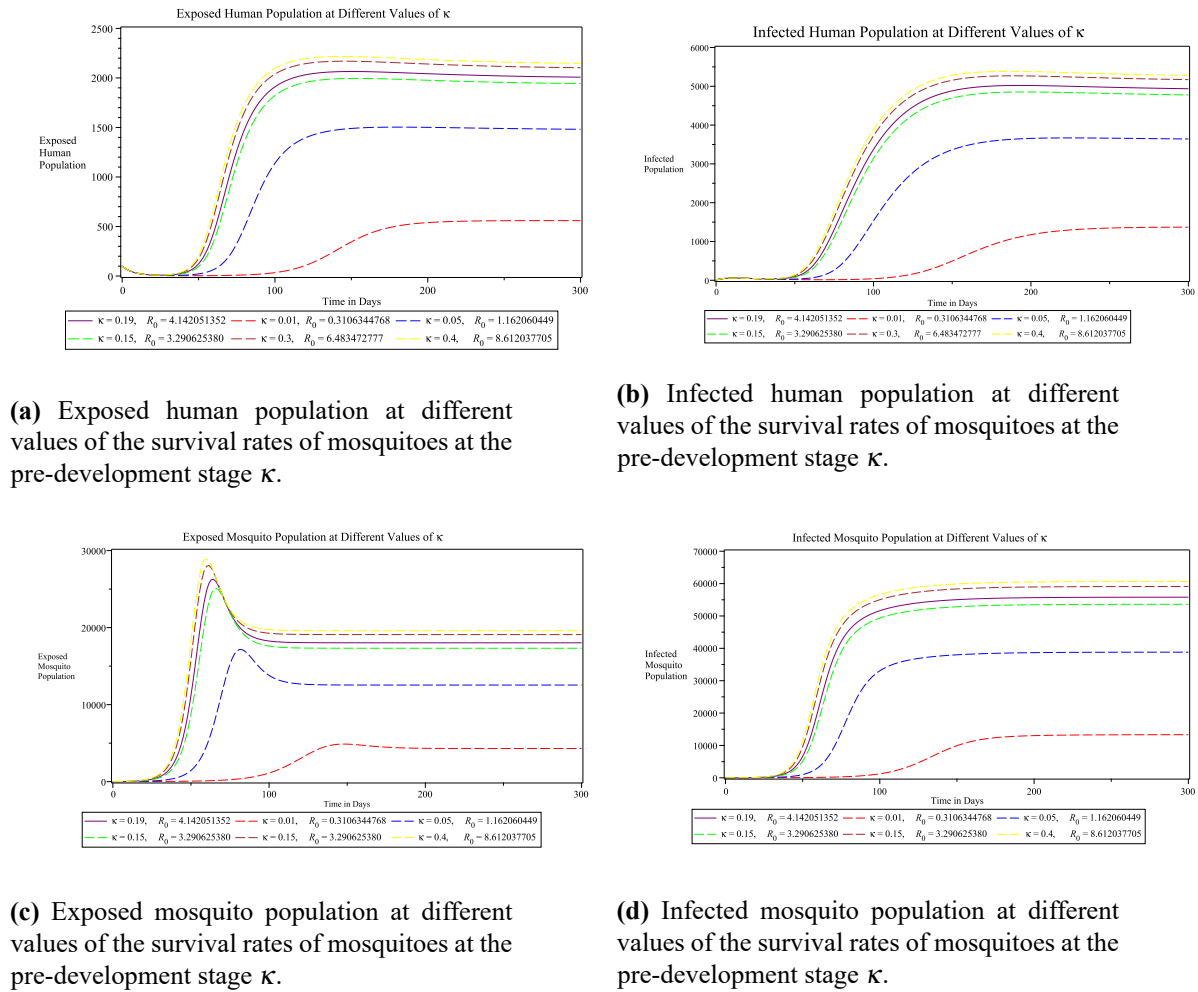 Exposed Human Population at Different Values of κ
2500
2000
1500
1000
500
0
Exposed
Human
Population
0
100
200
300
Time in Days
κ = 0.19, R0 = 4.142051352 κ = 0.01, R0 = 0.3106344768 κ = 0.05, R0 = 1.162060449
κ = 0.15, R0 = 3.290625380 κ = 0.3, R0 = 6.483472777 κ = 0.4, R0 = 8.612037705
(a) Exposed human population at different
values of the survival rates of mosquitoes at the
pre-development stage κ.
Infected Human Population at Different Values of κ
6000
5000
4000
3000
2000
1000
0
Infected
Population
0
100
200
300
Time in Days
κ = 0.19, R0 = 4.142051352 κ = 0.01, R0 = 0.3106344768 κ = 0.05, R0 = 1.162060449
κ = 0.15, R0 = 3.290625380 κ = 0.3, R0 = 6.483472777 κ = 0.4, R0 = 8.612037705
(b) Infected human population at different
values of the survival rates of mosquitoes at the
pre-development stage κ.
Exposed Mosquito Population at Different Values of κ
30000
20000
10000
0
Exposed
Mosquito
Population
0
100
200
300
Time in Days
κ = 0.19, R0 = 4.142051352 κ = 0.01, R0 = 0.3106344768 κ = 0.05, R0 = 1.162060449
κ = 0.15, R0 = 3.290625380 κ = 0.15, R0 = 3.290625380 κ = 0.4, R0 = 8.612037705
(c) Exposed mosquito population at different
values of the survival rates of mosquitoes at the
pre-development stage κ.
Infected Mosquito Population at Different Values of κ
70000
60000
50000
40000
30000
20000
10000
0
Infected
Mosquito
Population
0
100
200
300
Time in Days
κ = 0.19, R0 = 4.142051352 κ = 0.01, R0 = 0.3106344768 κ = 0.05, R0 = 1.162060449
κ = 0.15, R0 = 3.290625380 κ = 0.15, R0 = 3.290625380 κ = 0.4, R0 = 8.612037705
(d) Infected mosquito population at different
values of the survival rates of mosquitoes at the
pre-development stage κ.